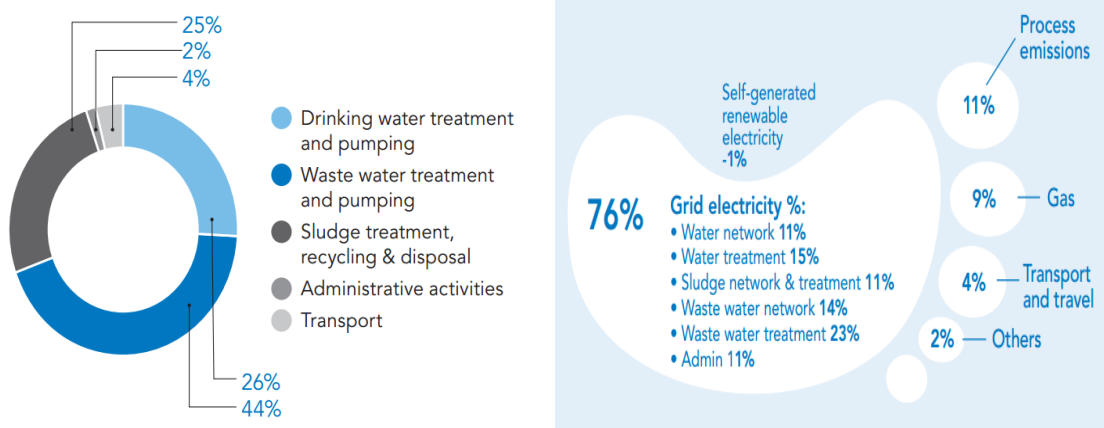 25%
2%
4%
Drinking water treatment
and pumping
Waste water treatment
and pumping
Sludge treatment,
recycling & disposal
Administrative activities
Transport
26%
44%
Process
emissions
11%
Self-generated
renewable
electricity
-1%
76%
Grid electricity %:
• Water network 11%
• Water treatment 15%
• Sludge network & treatment 11%
• Waste water network 14%
• Waste water treatment 23%
• Admin 11%
9%
Gas
4%
Transport
and travel
2%
Others